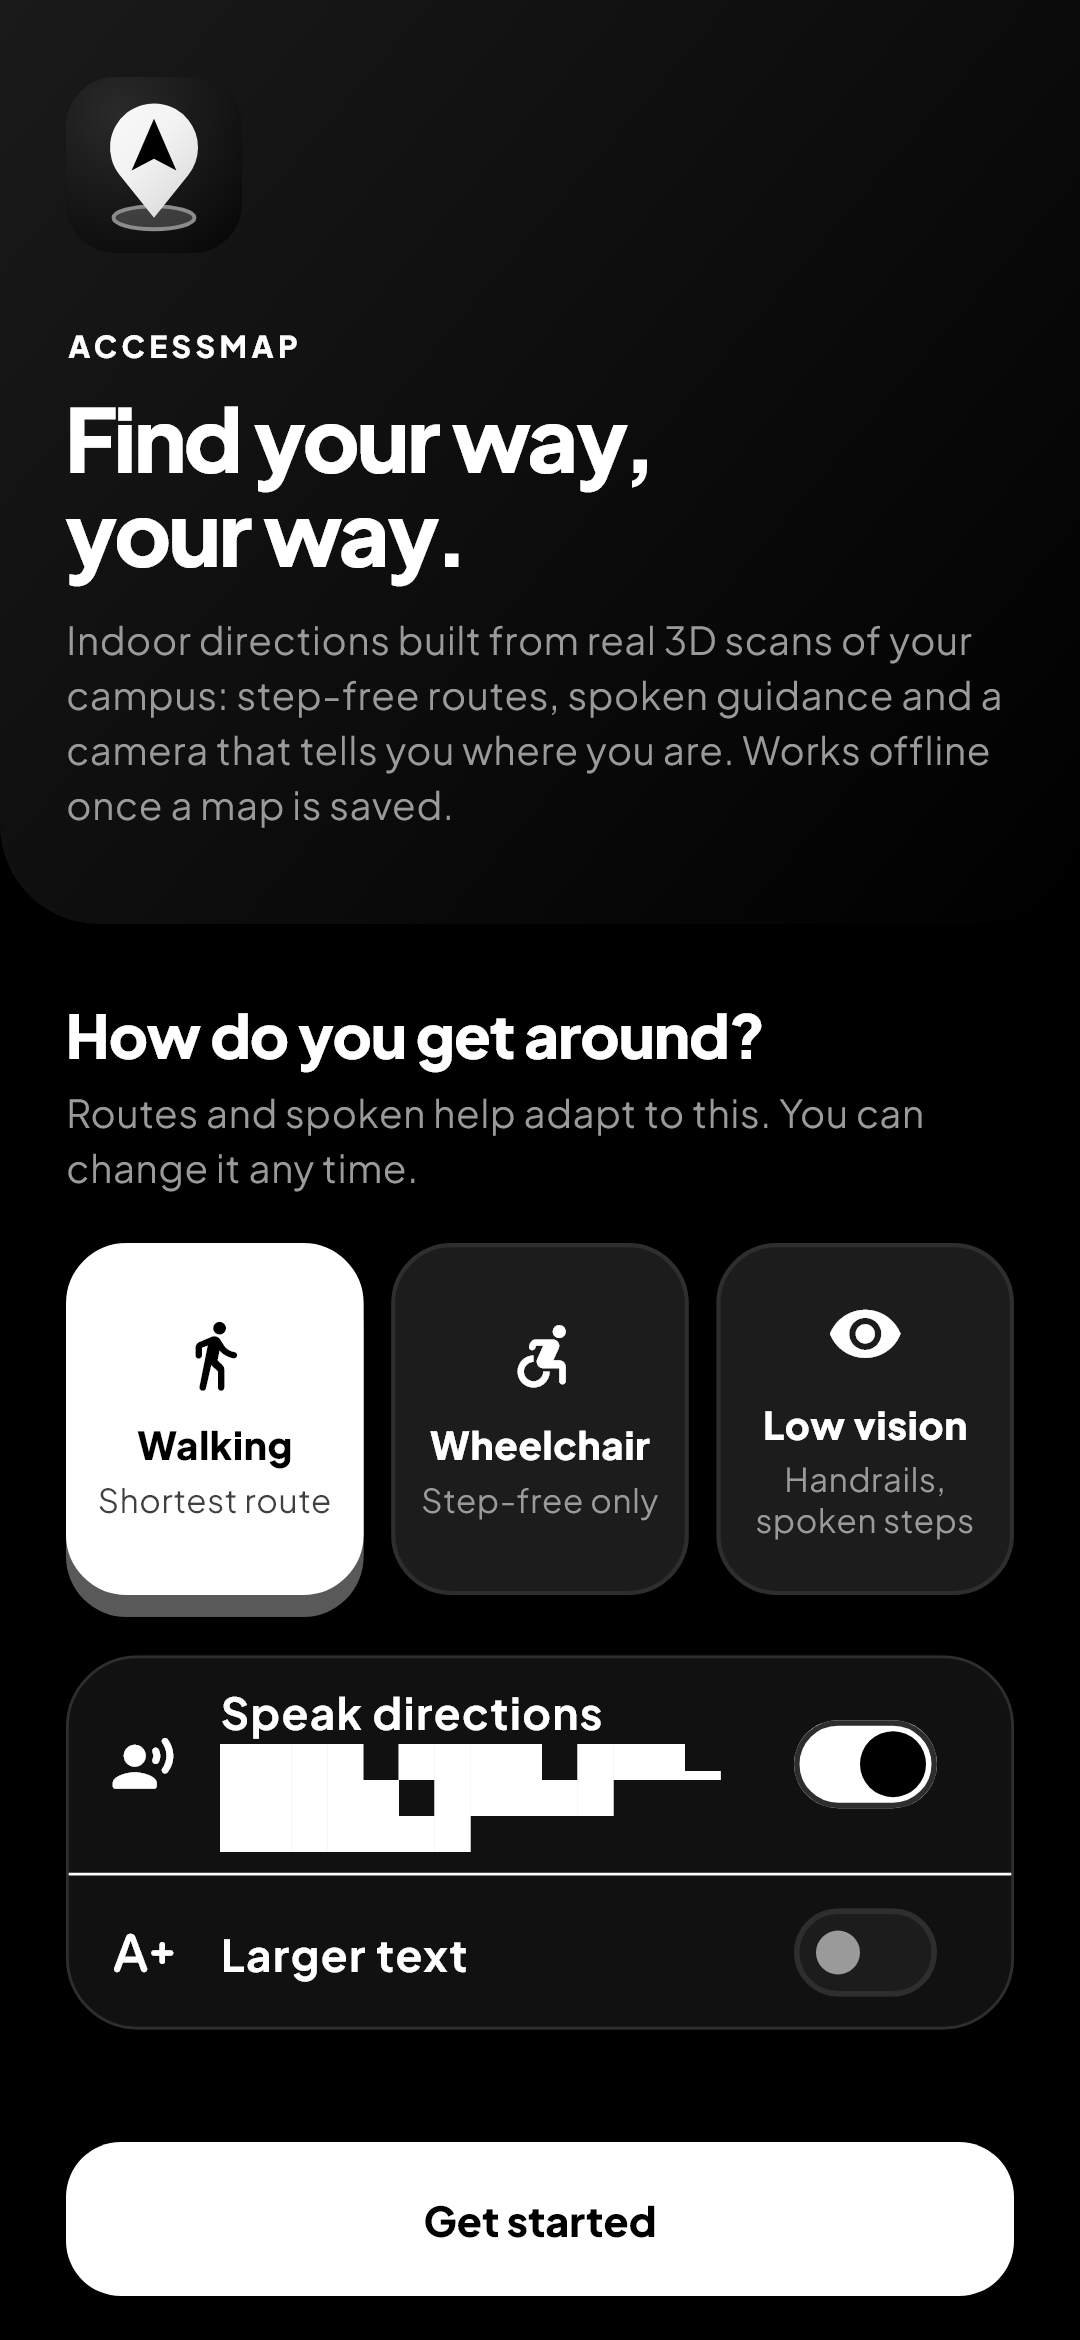 ACCESSMAP
Find your way,
your way.
Indoor directions built from real 3D scans of your
campus: step-free routes, spoken guidance and a
camera that tells you where you are. Works offline
once a map is saved.
How do you get around?
Routes and spoken help adapt to this. You can
change it any time.
Walking
Shortest route
Wheelchair
Step-free only
Low vision
Handrails,
spoken steps
Speak directions
A+ Larger text
Get started